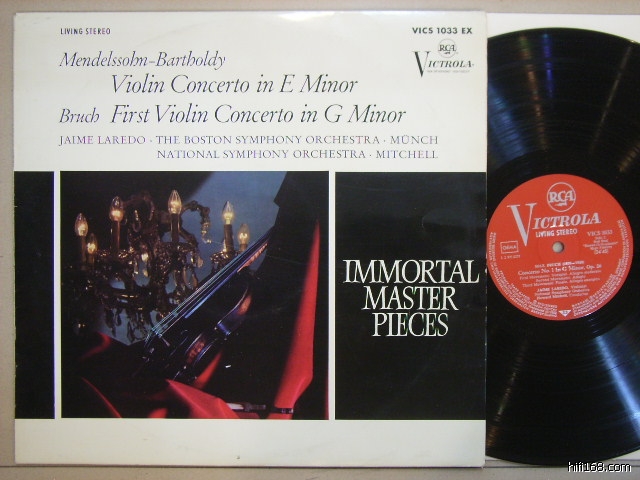 LIVING STEREO
VICS 1033 EX
RCA
VICTROLA
Mendelssohn-Bartholdy
Violin Concerto in E Minor
Bruch First Violin Concerto in G Minor
JAIME LAREDO · THE BOSTON SYMPHONY ORCHESTRA · MÜNCH
NATIONAL SYMPHONY ORCHESTRA · MITCHELL
IMMORTAL
MASTER
PIECES
RCA
VICTROLA
LIVING STEREO
Concerto No. 1 in G Minor, Op. 26
JAIME LAREDO,
hifi168.com